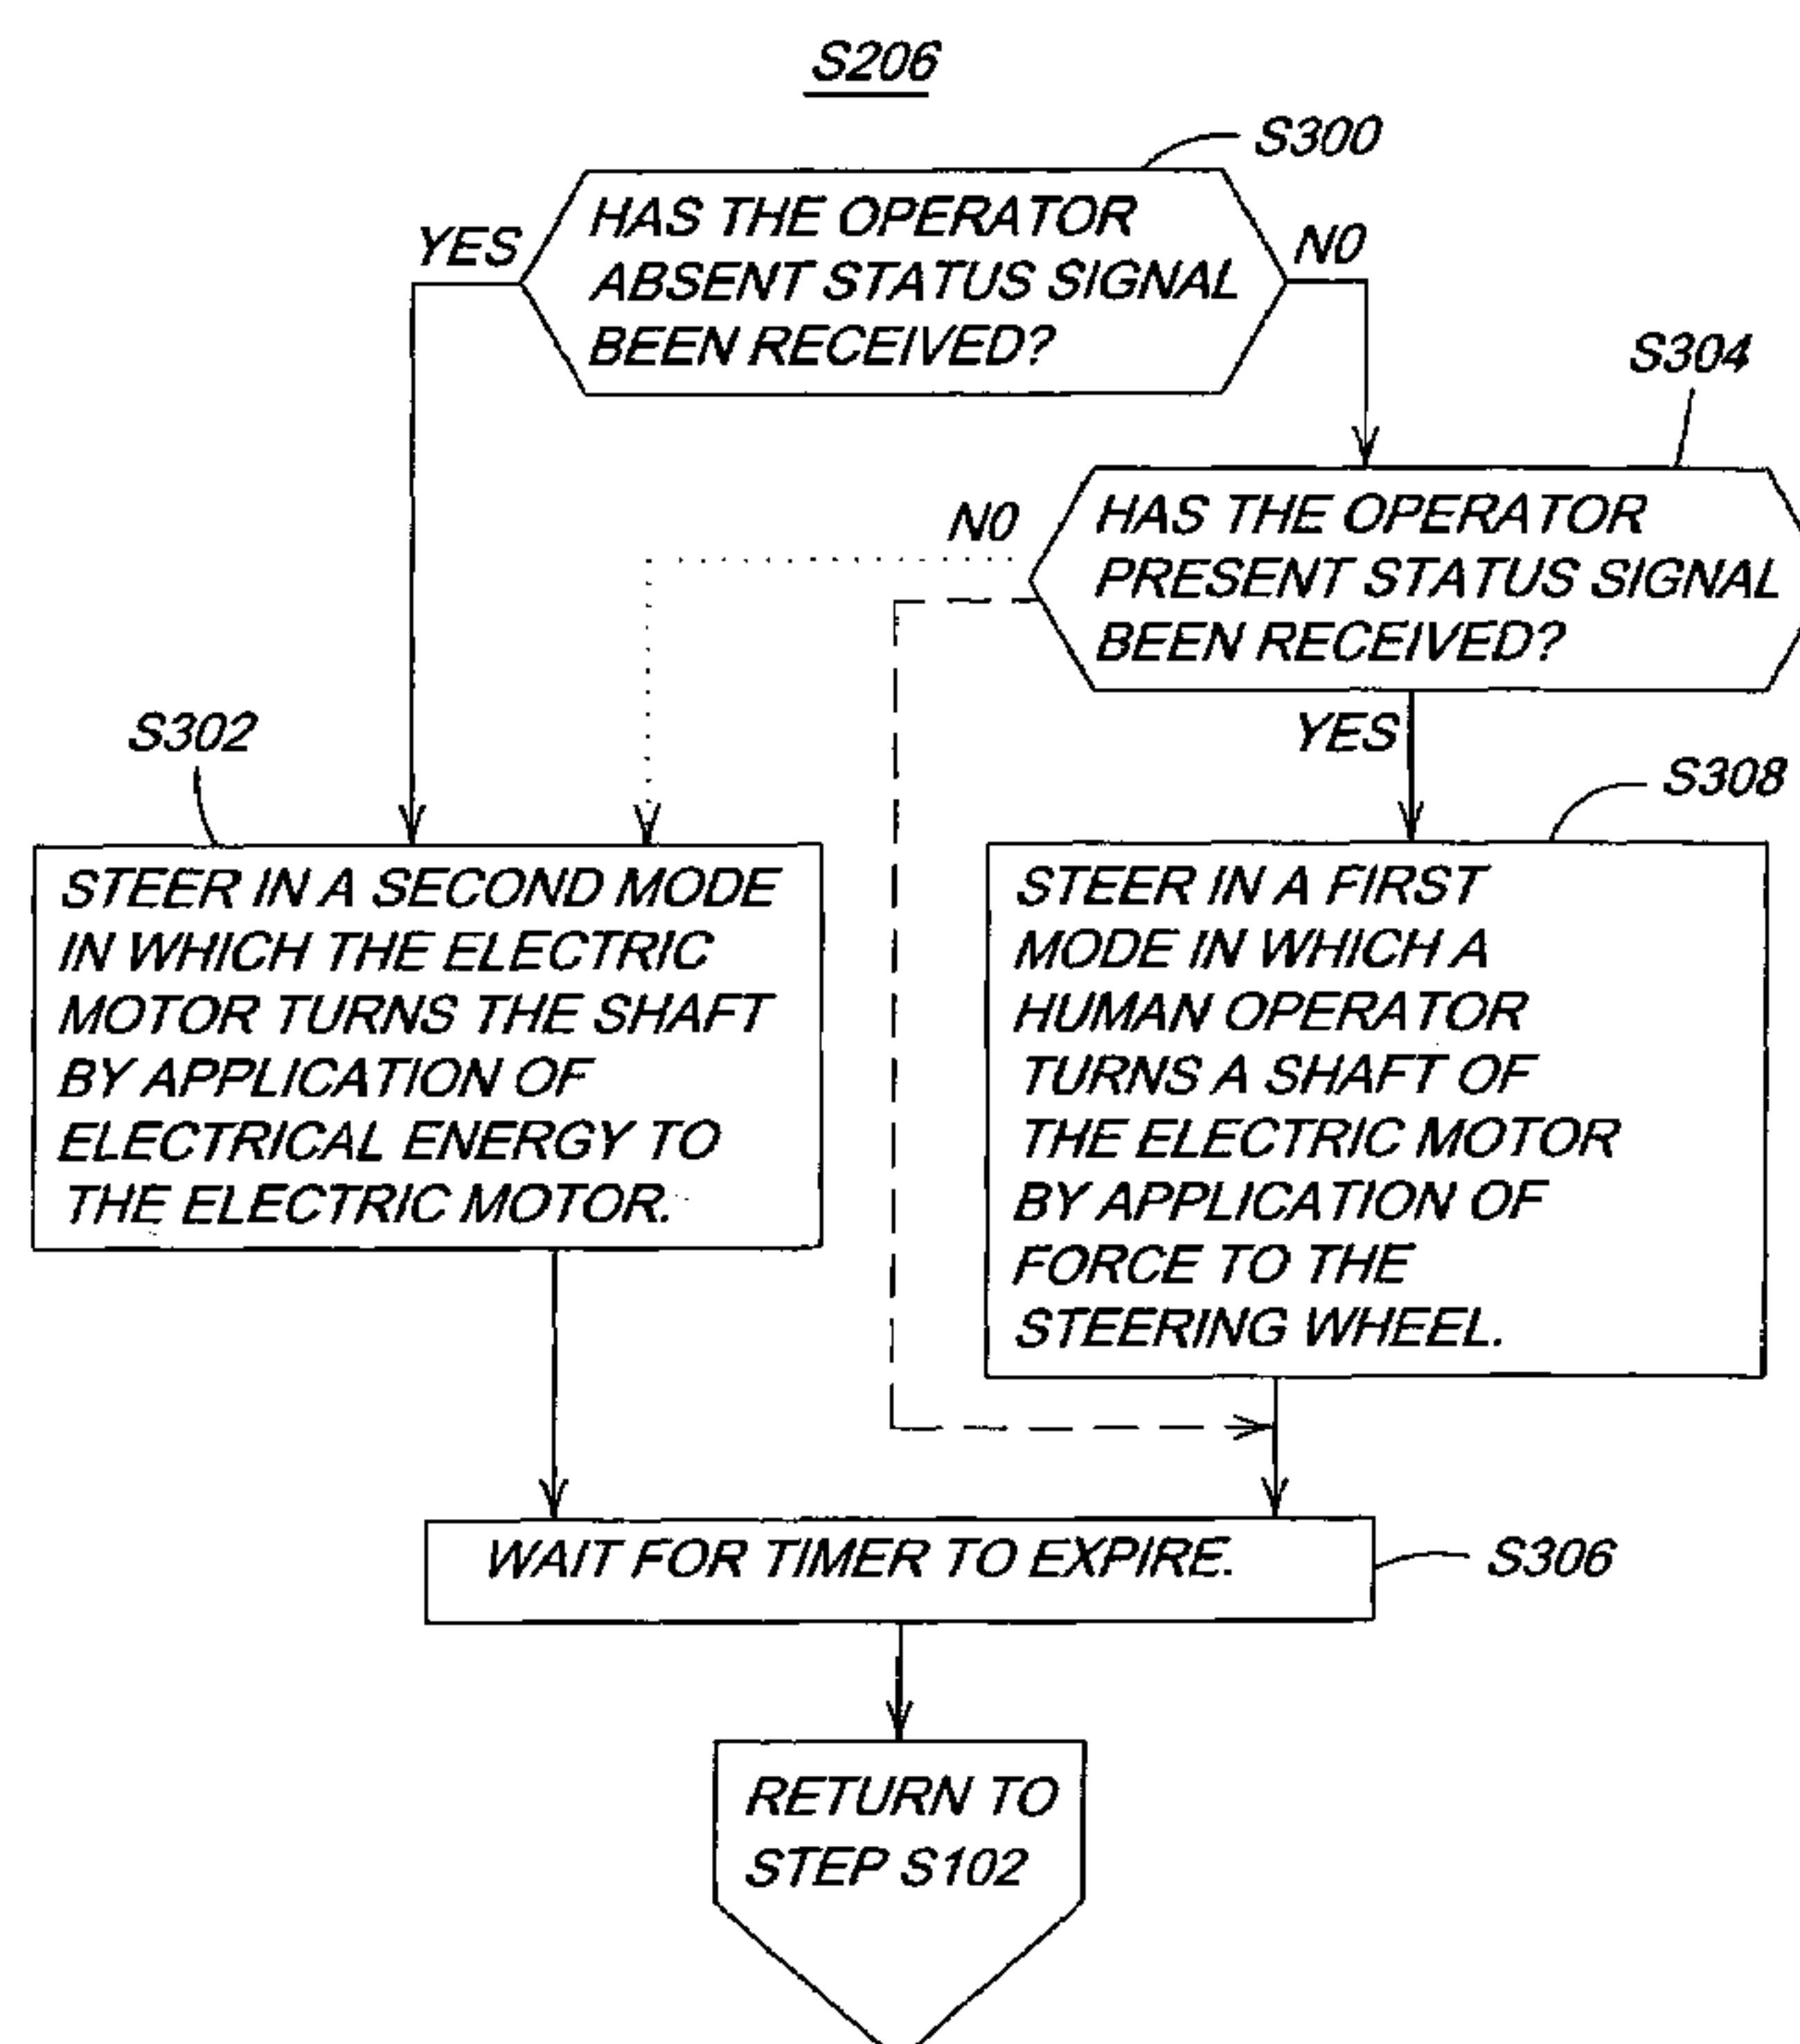 S206
S300
HAS THE OPERATOR
ABSENT STATUS SIGNAL
BEEN RECEIVED?
YES
NO
S304
HAS THE OPERATOR
PRESENT STATUS SIGNAL
BEEN RECEIVED?
NO
YES
S302
STEER IN A SECOND MODE
IN WHICH THE ELECTRIC
MOTOR TURNS THE SHAFT
BY APPLICATION OF
ELECTRICAL ENERGY TO
THE ELECTRIC MOTOR.
S308
STEER IN A FIRST
MODE IN WHICH A
HUMAN OPERATOR
TURNS A SHAFT OF
THE ELECTRIC MOTOR
BY APPLICATION OF
FORCE TO THE
STEERING WHEEL.
WAIT FOR TIMER TO EXPIRE.
S306
RETURN TO
STEP S102